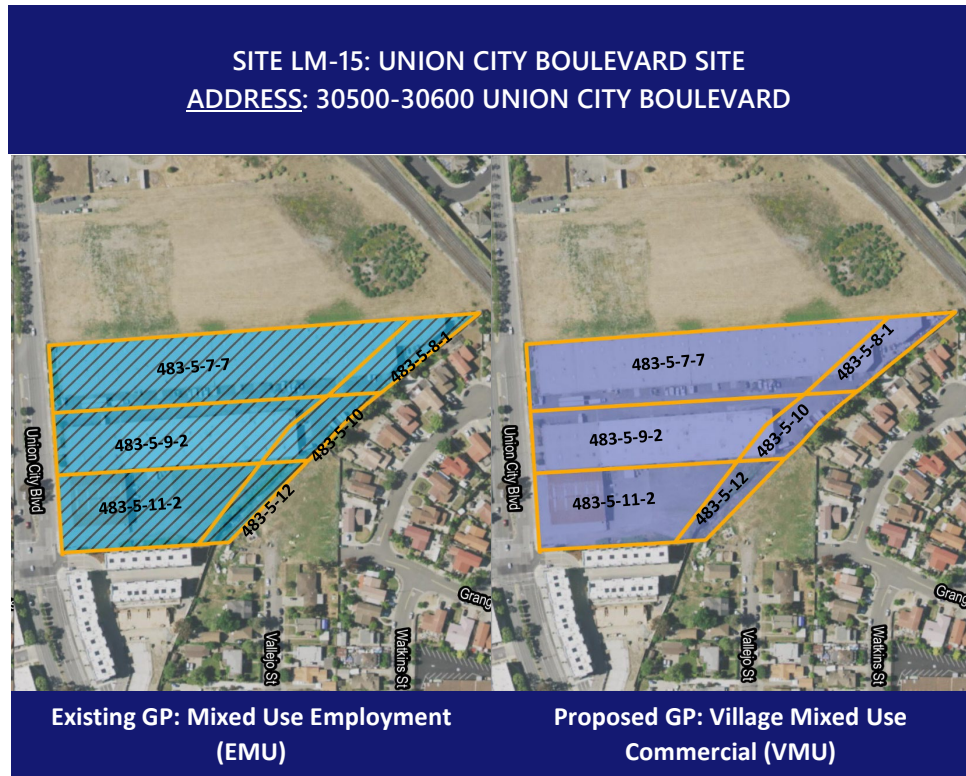 SITE LM-15: UNION CITY BOULEVARD SITE
ADDRESS: 30500-30600 UNION CITY BOULEVARD
483-5-7-7
483-5-8-1
483-5-9-2
483-5-10
483-5-11-2
483-5-12
Union City Blvd
Vallejo St
Watkins St
Grang
483-5-7-7
483-5-8-1
483-5-9-2
483-5-10
483-5-11-2
483-5-12
Union City Blvd
Vallejo St
Watkins St
Grang
Existing GP: Mixed Use Employment
(EMU)
Proposed GP: Village Mixed Use
Commercial (VMU)